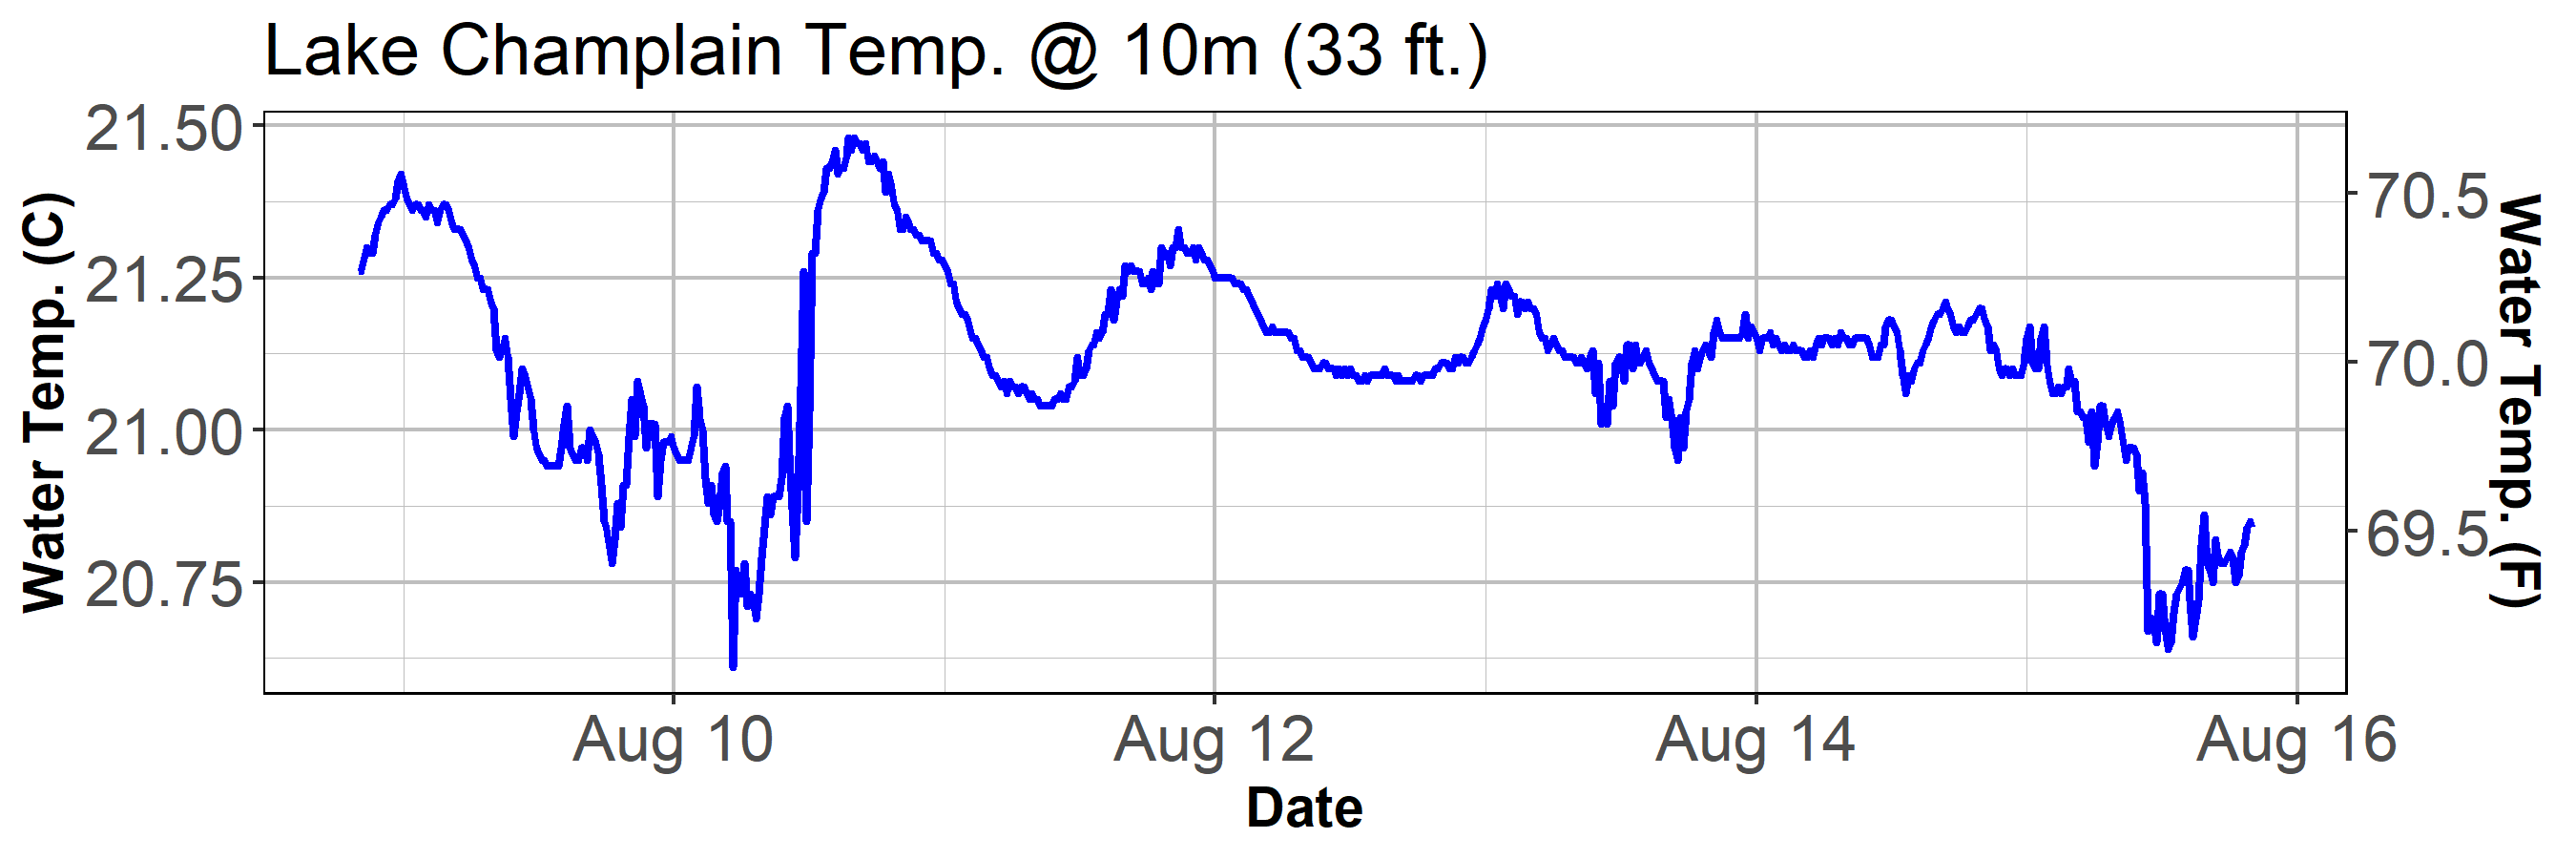 Lake Champlain Temp. @ 10m (33 ft.)
Water Temp. (C)
21.50
21.25
21.00
20.75
70.5
70.0
69.5
Water Temp. (F)
Aug 10
Aug 12
Aug 14
Aug 16
Date